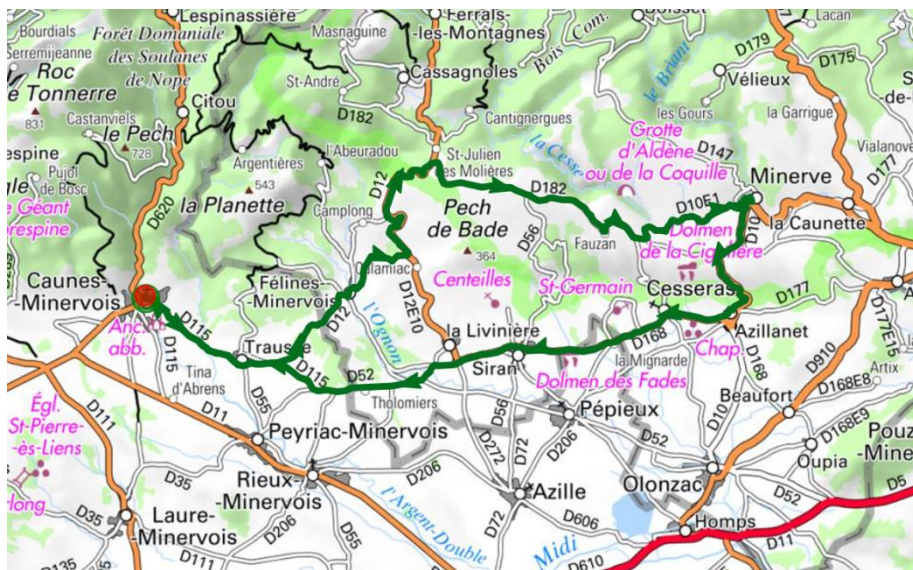 Lespinassière
Ferrals-
-les-Montagnes
Bois Com.
Boisset
Lacan
Bourdials
Serremijeanne
Forêt Domaniale
des Soulanes
de Nope
Masnaguine
D179
D175
Roc
Tonnerre
831
St-André
Cassagnoles
le Briant
Vélieux
Citou
les Gours
la Garrigue
Castanviels
le Pech
728
D182
Cantignergues
la Cesse
Grotte
d'Aldène
ou de la Coquille
D147
Vialanove
Argentières
l'Abeuradou
St-Julien
des Molières
Pujol
de Bosc
543
la Planette
D12
D182
D10E1
Minerve
D177
la Caunette
D620
Camplong
Pech
de Bade
D56
Fauzan
Dolmen
de la Cigalière
D10
364
Caunes-
-Minervois
Félines-
-Minervois
Calamiac
Centeilles
St-Germain
Cesseras
D177
D12
D12E10
l'Ognon
Anc.
abb.
D115
Trausse
la Livinière
Siran
D168
Azillanet
D177E15
D115
Tina
d'Abrens
D115
D52
Tholomiers
la Mignarde
Dolmen des Fades
Chap.
D168
D910
Artix
D168E8
Égl.
St-Pierre-
-ès-Liens
D11
D55
D56
Pépieux
D10
Beaufort
Peyriac-Minervois
D206
D272
D72
D206
D52
D168E9
Oupia
Rieux-
-Minervois
Azille
Olonzac
D52
D5
D35
Laure-
-Minervois
D206
l'Argent-Double
D72
D606
Homps
D35
D111
D55
Midi
D610
D11
D111
D135